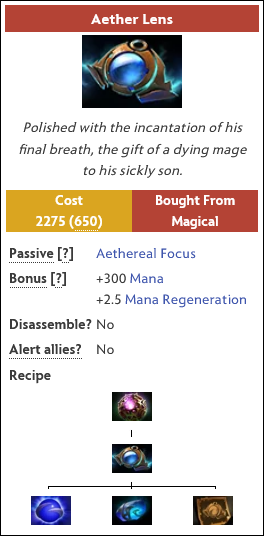 Aether Lens
Polished with the incantation of his
final breath, the gift of a dying mage
to his sickly son.
Cost
2275 (650)
Bought From
Magical
Passive [?] Aethereal Focus
Bonus [?] +300 Mana
+2.5 Mana Regeneration
Disassemble? No
Alert allies? No
Recipe